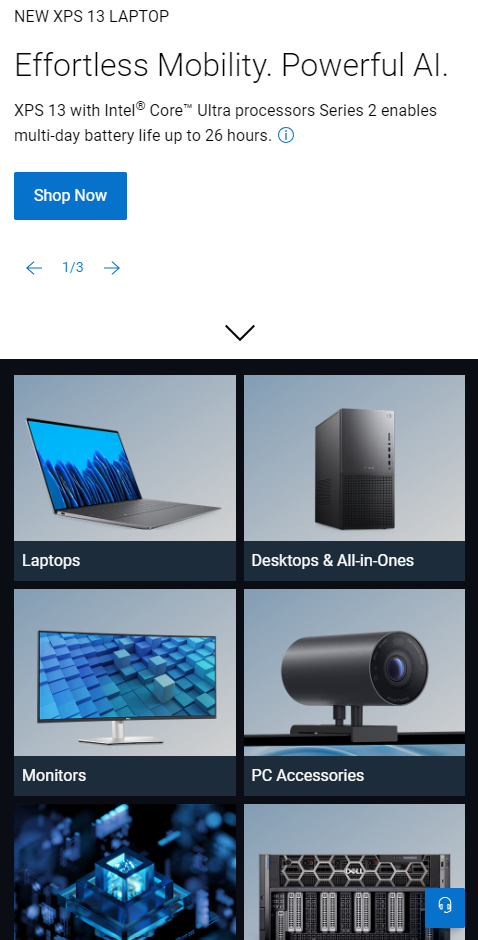 NEW XPS 13 LAPTOP
Effortless Mobility. Powerful AI.
XPS 13 with Intel® Core™ Ultra processors Series 2 enables
multi-day battery life up to 26 hours.
Shop Now
1/3
Laptops
Desktops & All-in-Ones
Monitors
PC Accessories
DELL